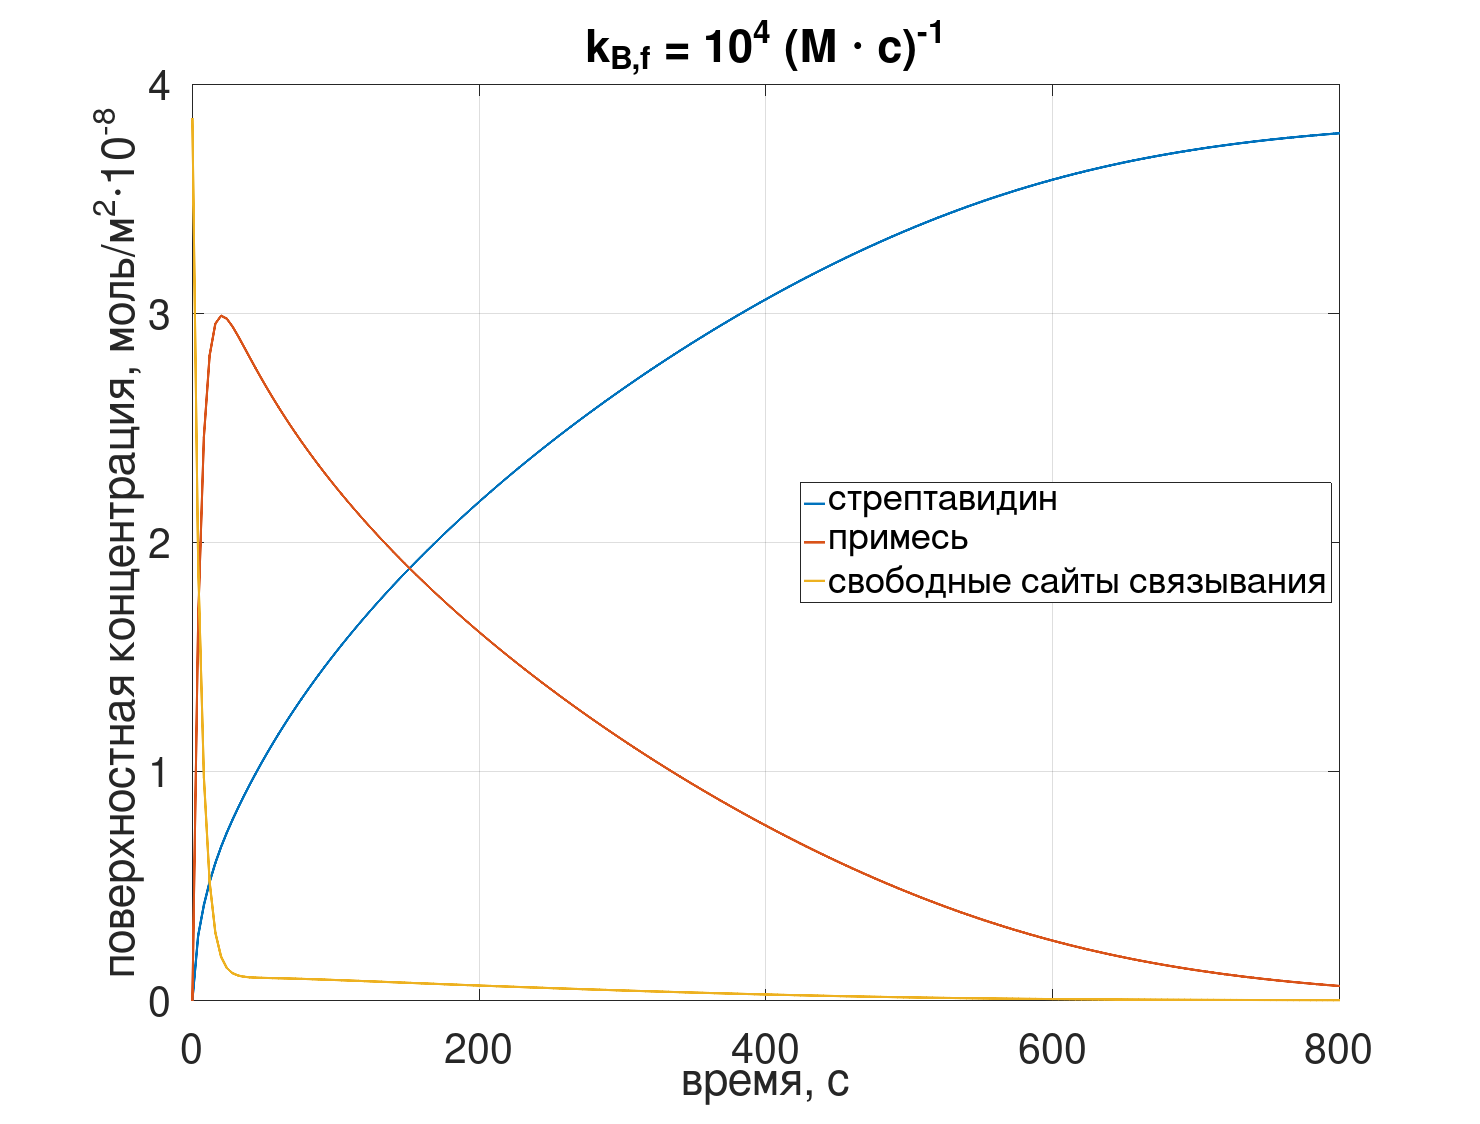 k_B,f = 10^4 (М · с)^-1
поверхностная концентрация, моль/м^2·10^-8
4
3
2
1
0
стрептавидин
примесь
свободные сайты связывания
0 200 400 600 800
время, с